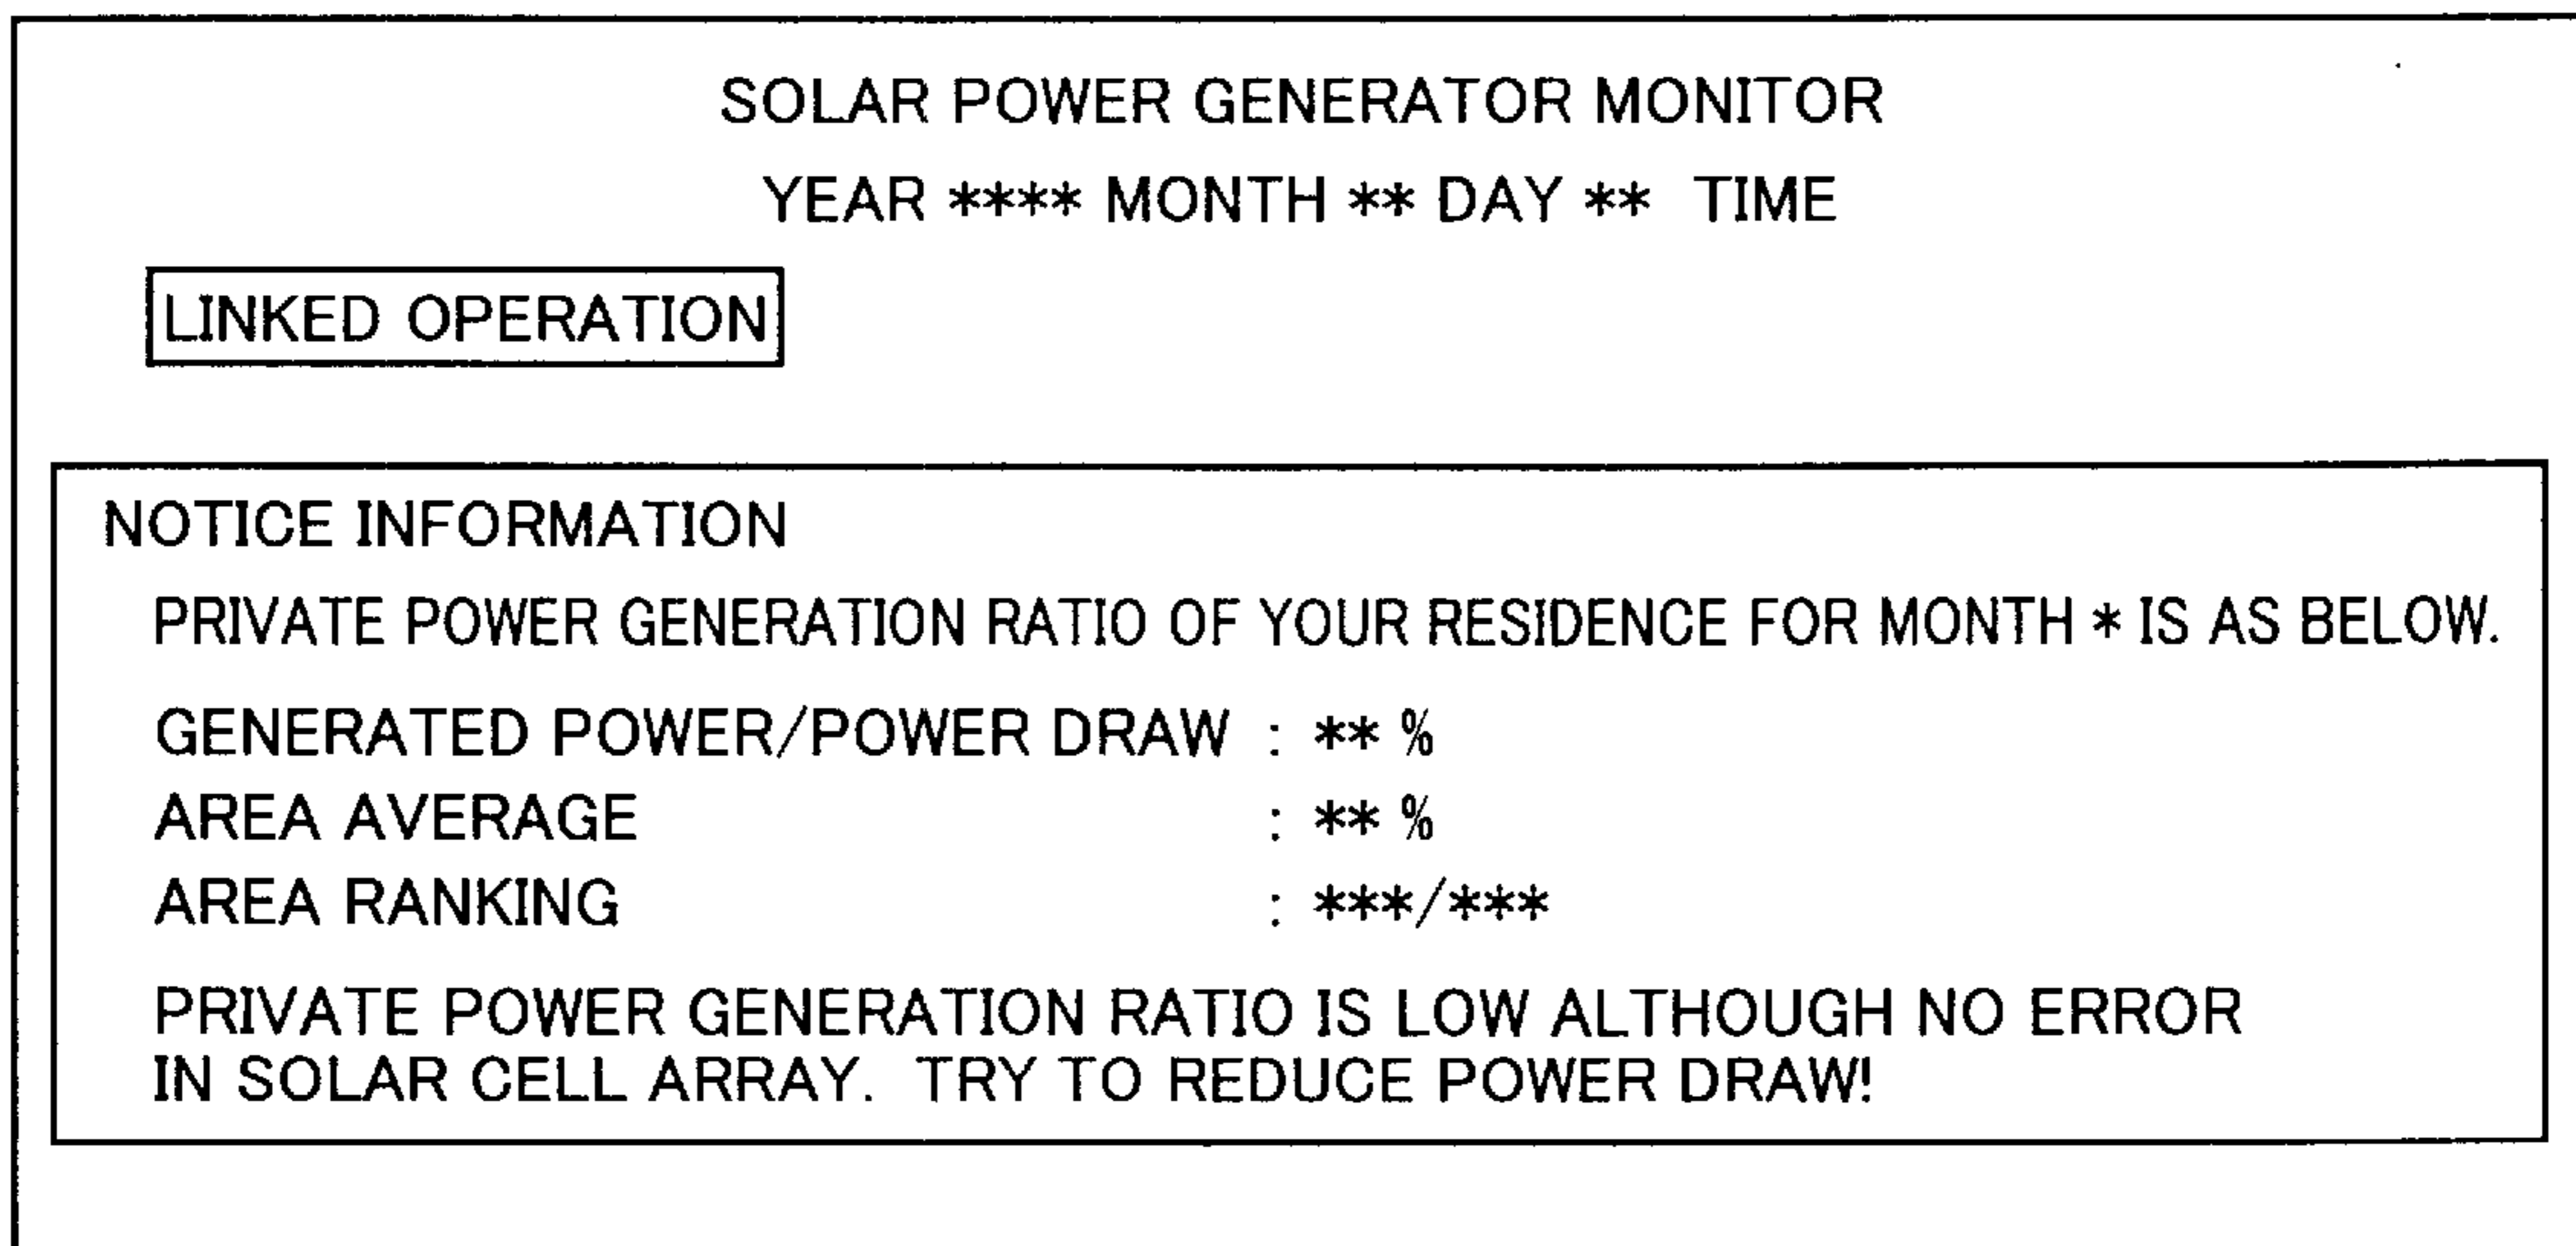 SOLAR POWER GENERATOR MONITOR
YEAR **** MONTH ** DAY ** TIME
LINKED OPERATION
NOTICE INFORMATION
PRIVATE POWER GENERATION RATIO OF YOUR RESIDENCE FOR MONTH * IS AS BELOW.
GENERATED POWER/POWER DRAW : ** %
AREA AVERAGE : ** %
AREA RANKING : ***/***
PRIVATE POWER GENERATION RATIO IS LOW ALTHOUGH NO ERROR
IN SOLAR CELL ARRAY. TRY TO REDUCE POWER DRAW!